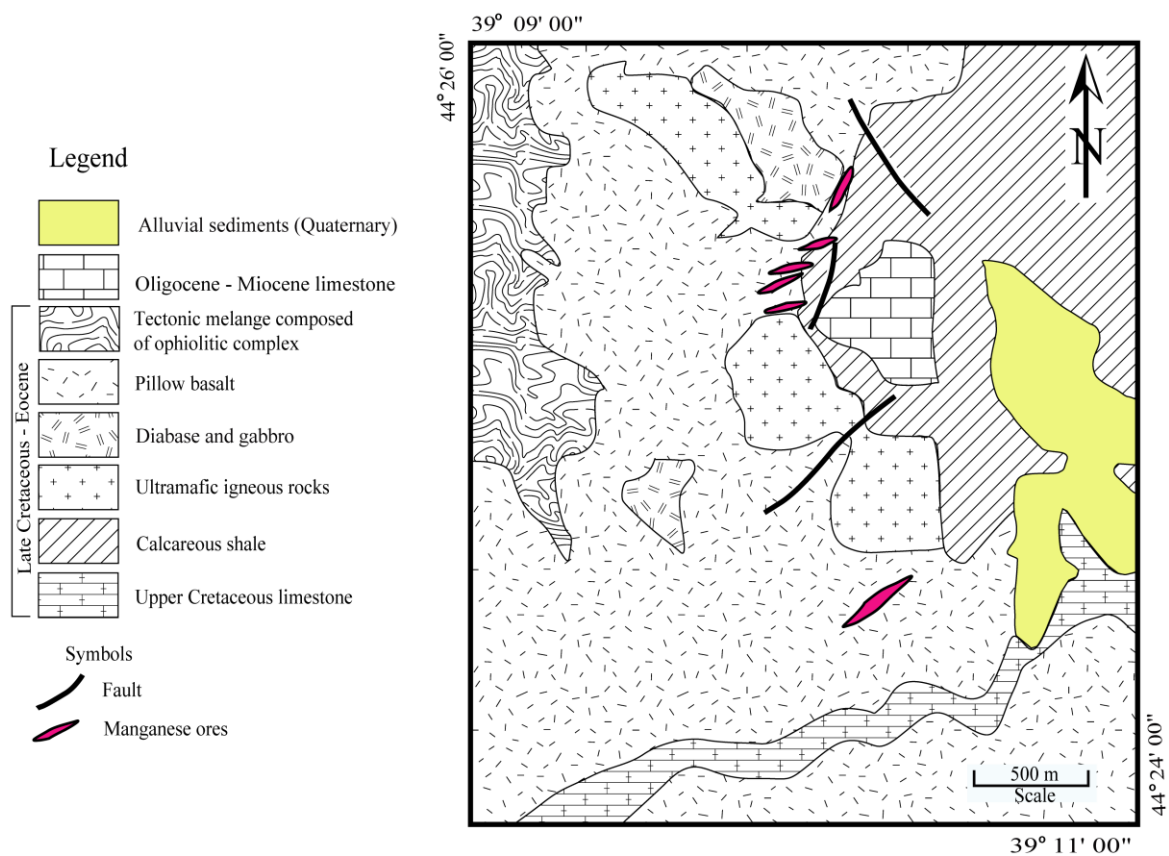 39° 09' 00"
44° 26' 00"
N
Legend
Alluvial sediments (Quaternary)
Oligocene - Miocene limestone
Tectonic melange composed
of ophiolitic complex
Pillow basalt
Diabase and gabbro
Ultramafic igneous rocks
Calcareous shale
Upper Cretaceous limestone
Late Cretaceous - Eocene
Symbols
Fault
Manganese ores
500 m
Scale
44° 24' 00"
39° 11' 00"